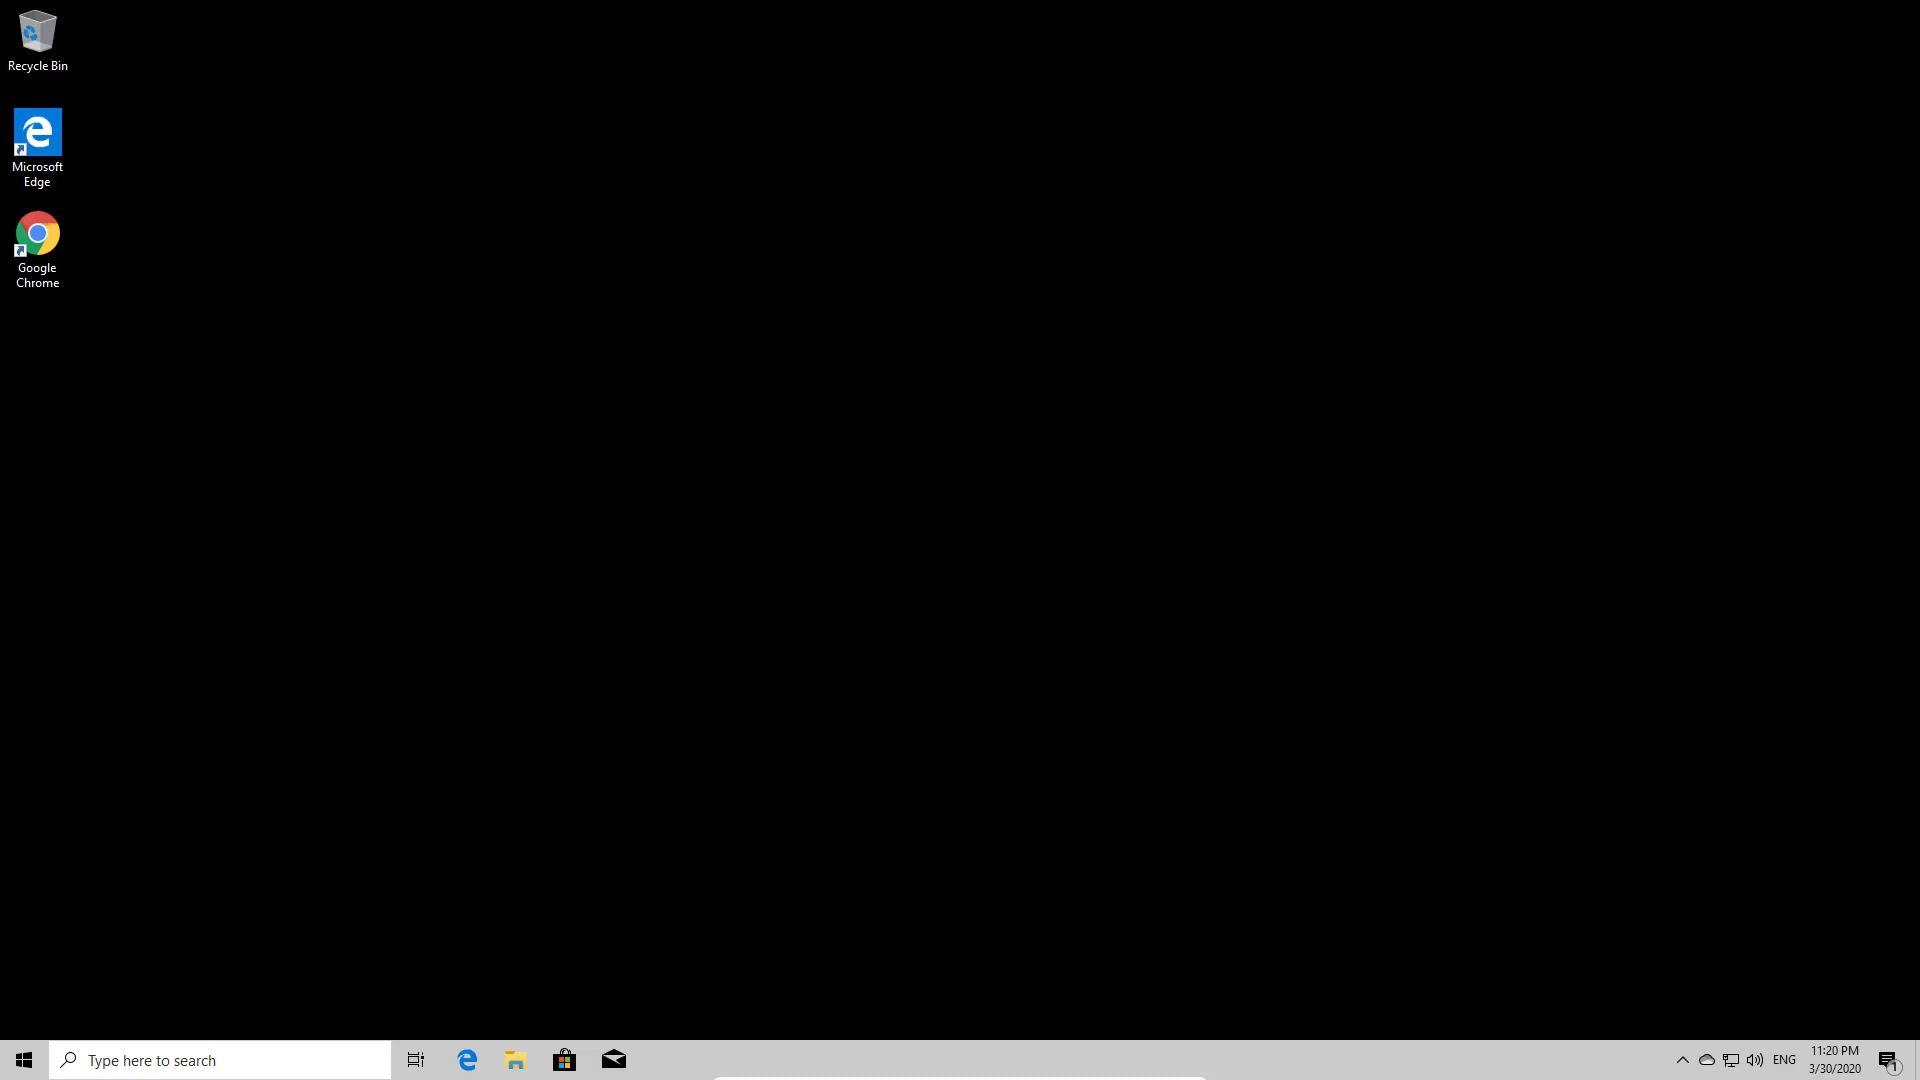 Recycle Bin
Microsoft
Edge
Google
Chrome
Type here to search
ENG
11:20 PM
3/30/2020
1